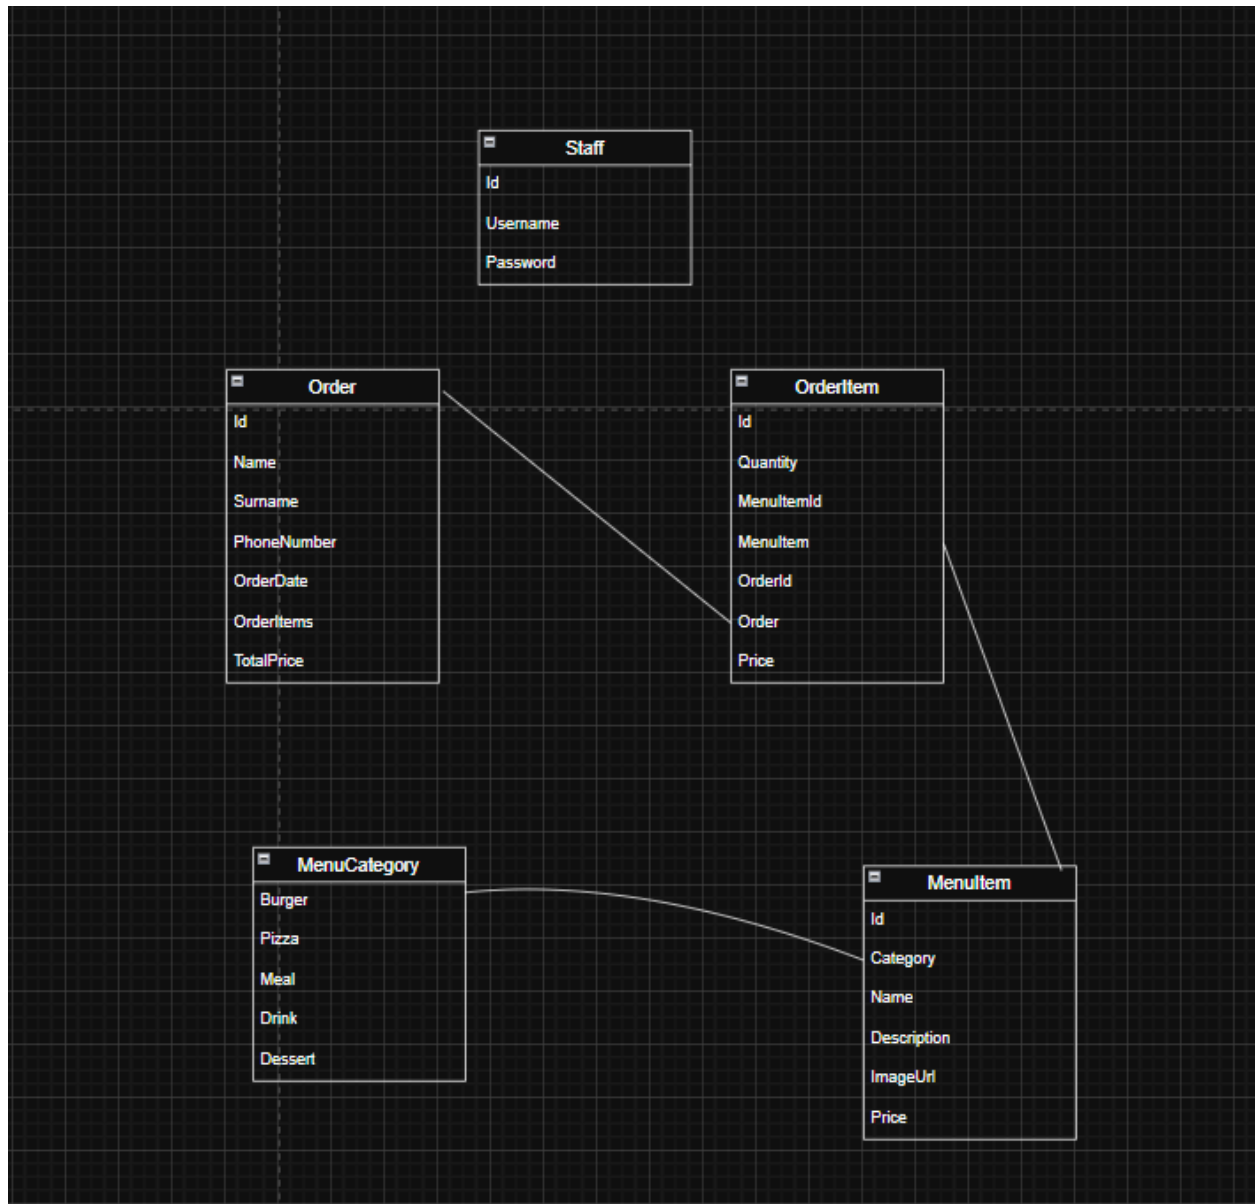 Staff
Id
Username
Password
Order
Id
Name
Surname
PhoneNumber
OrderDate
OrderItems
TotalPrice
OrderItem
Id
Quantity
MenuItemId
MenuItem
OrderId
Order
Price
MenuCategory
Burger
Pizza
Meal
Drink
Dessert
MenuItem
Id
Category
Name
Description
ImageUrl
Price